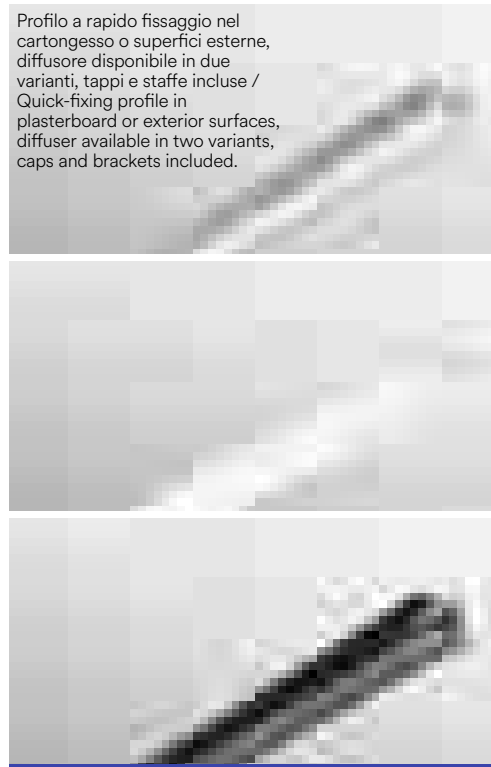 Profilo a rapido fissaggio nel
cartongesso o superfici esterne,
diffusore disponibile in due
varianti, tappi e staffe incluse /
Quick-fixing profile in
plasterboard or exterior surfaces,
diffuser available in two variants,
caps and brackets included.